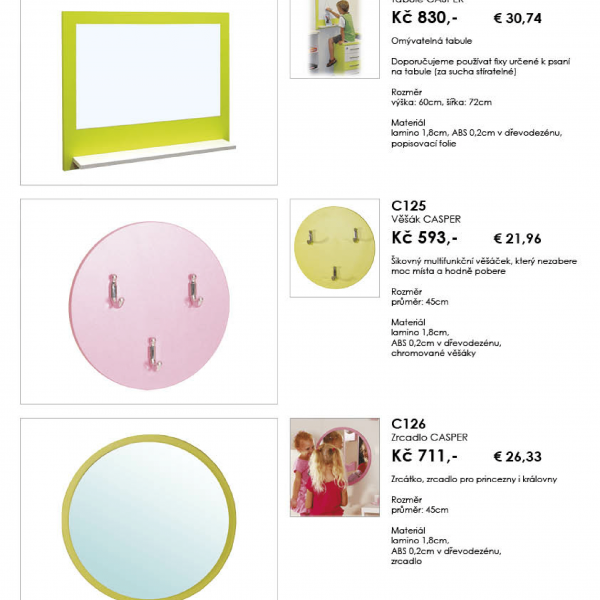 Tabule CASPER
Kč 830,- € 30,74
Omývatelná tabule
Doporučujeme používat fixy určené k psaní
na tabule (za sucha stíratelné)
Rozměr
výška: 60cm, šířka: 72cm
Materiál
lamino 1,8cm, ABS 0,2cm v dřevodezénu,
popisovací folie
C125
Věšák CASPER
Kč 593,- € 21,96
Šikovný multifunkční věšáček, který nezabere
moc místa a hodně pobere
Rozměr
průměr: 45cm
Materiál
lamino 1,8cm,
ABS 0,2cm v dřevodezénu,
chromované věšáky
C126
Zrcadlo CASPER
Kč 711,- € 26,33
Zrcátko, zrcadlo pro princezny i královny
Rozměr
průměr: 45cm
Materiál
lamino 1,8cm,
ABS 0,2cm v dřevodezénu,
zrcadlo